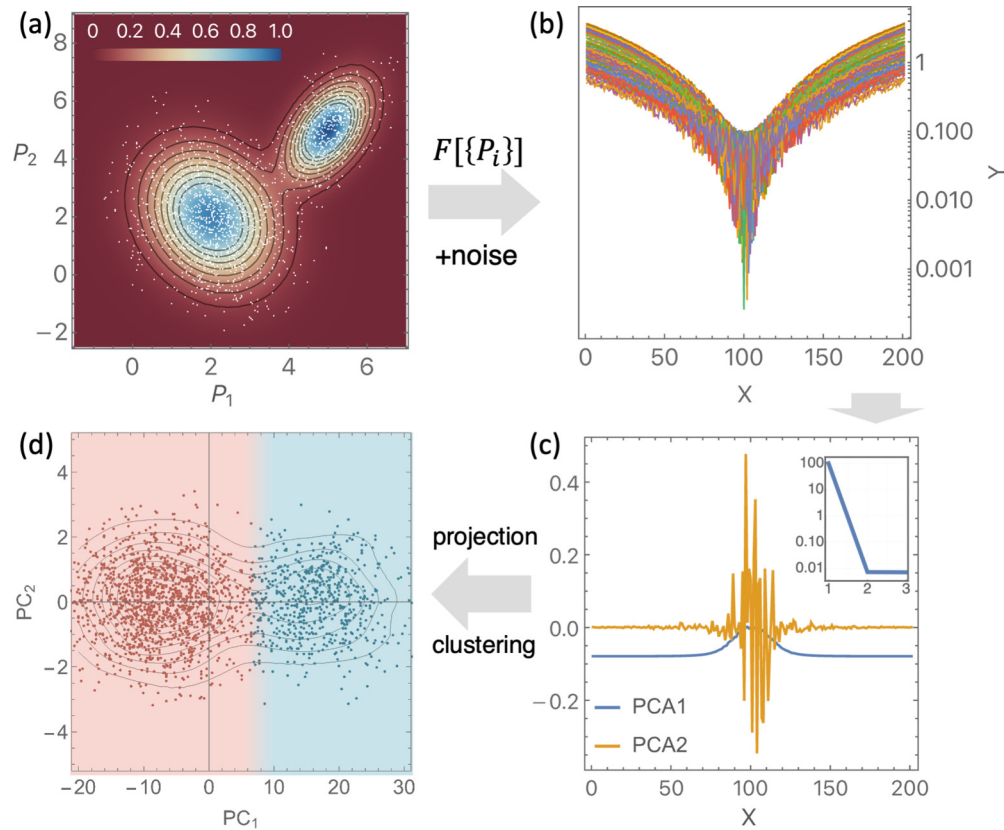 (a)
0 0.2 0.4 0.6 0.8 1.0
8
6
4
2
0
−2
P₂
0 2 4 6
P₁
F[{Pᵢ}]
+noise
(b)
1
0.100
0.010
0.001
Y
0 50 100 150 200
X
(d)
4
2
0
−2
−4
PC₂
−20 −10 0 10 20 30
PC₁
projection
clustering
(c)
0.4
0.2
0.0
−0.2
100
10
1
0.10
0.01
1 2 3
PCA1
PCA2
0 50 100 150 200
X